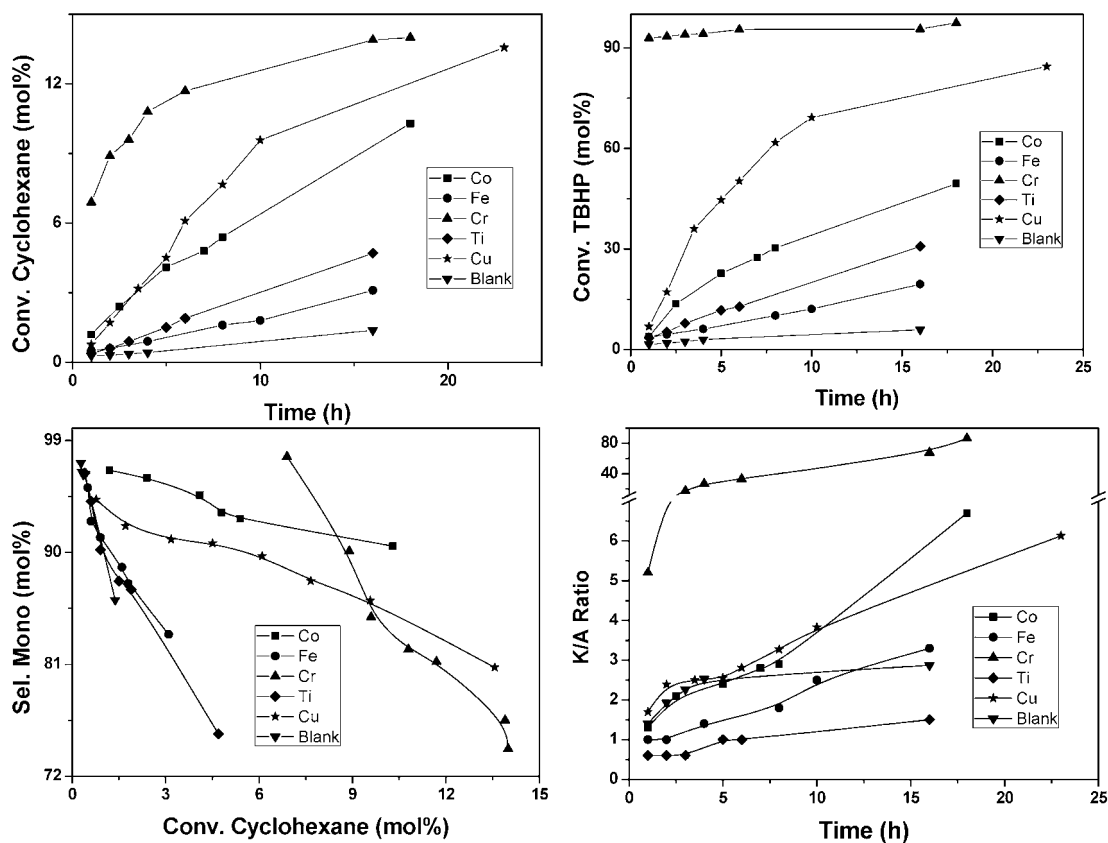 Conv. Cyclohexane (mol%)
12
6
0
0
10
20
Time (h)
Co
Fe
Cr
Ti
Cu
Blank
Conv. TBHP (mol%)
90
60
30
0
0
5
10
15
20
25
Time (h)
Co
Fe
Cr
Ti
Cu
Blank
Sel. Mono (mol%)
99
90
81
72
0
3
6
9
12
15
Conv. Cyclohexane (mol%)
Co
Fe
Cr
Ti
Cu
Blank
K/A Ratio
80
40
6
5
4
3
2
1
0
0
5
10
15
20
25
Time (h)
Co
Fe
Cr
Ti
Cu
Blank